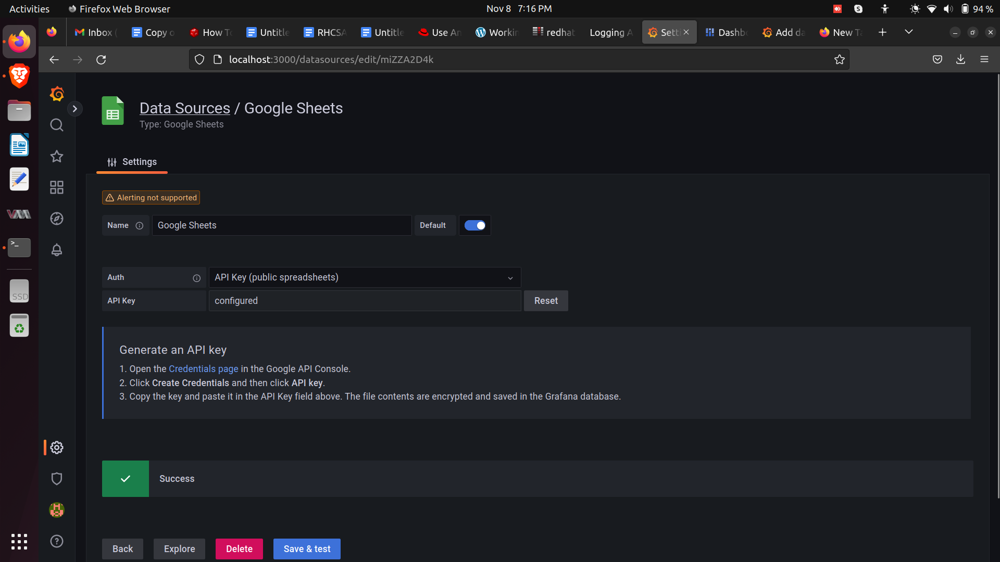 Activities
Firefox Web Browser
Nov 8 7:16 PM
94 %
Inbox (
Copy o
How To
Untitle
RHCSA
Untitle
Use An
Workin
redhat
Logging A
Setti
Dashbo
Add da
New Ta
localhost:3000/datasources/edit/miZZA2D4k
Data Sources / Google Sheets
Type: Google Sheets
Settings
Alerting not supported
Name
Google Sheets
Default
Auth
API Key (public spreadsheets)
API Key
configured
Reset
Generate an API key
1. Open the Credentials page in the Google API Console.
2. Click Create Credentials and then click API key.
3. Copy the key and paste it in the API Key field above. The file contents are encrypted and saved in the Grafana database.
Success
Back
Explore
Delete
Save & test
SSD